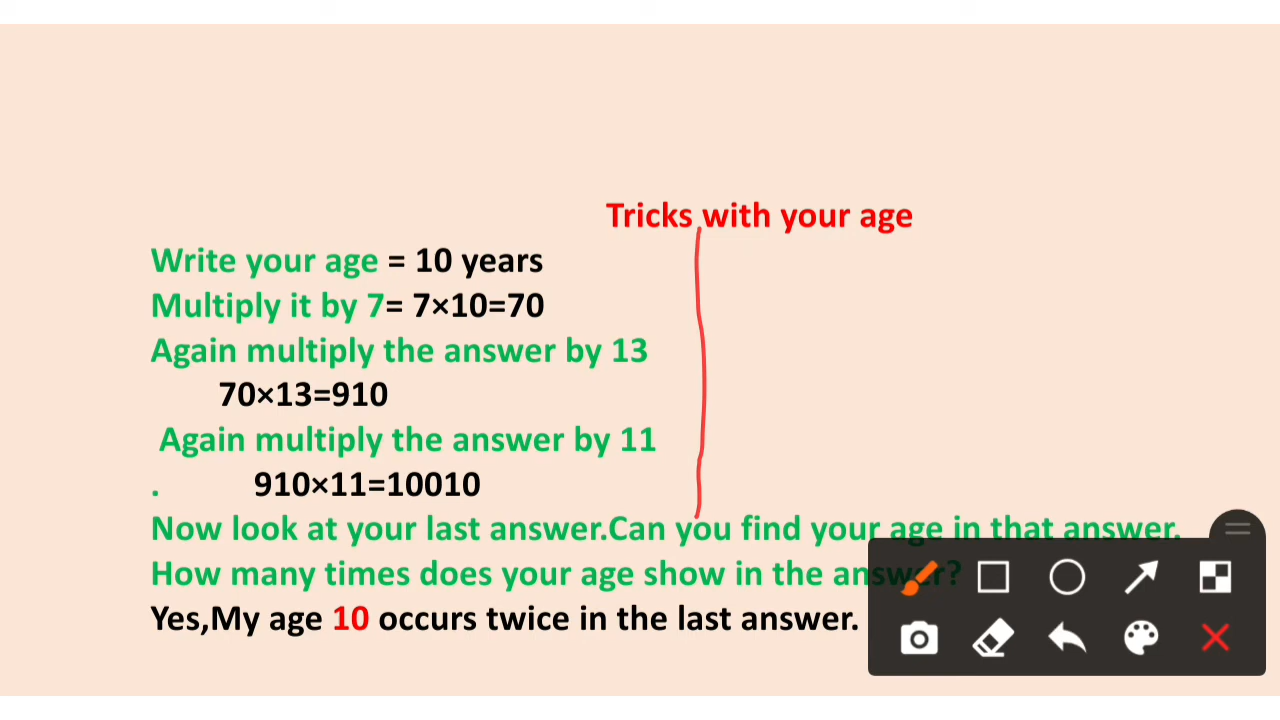 Tricks with your age
Write your age = 10 years
Multiply it by 7= 7×10=70
Again multiply the answer by 13
70×13=910
Again multiply the answer by 11
. 910×11=10010
Now look at your last answer.Can you find your age in that answer.
How many times does your age show in the answer?
Yes,My age 10 occurs twice in the last answer.